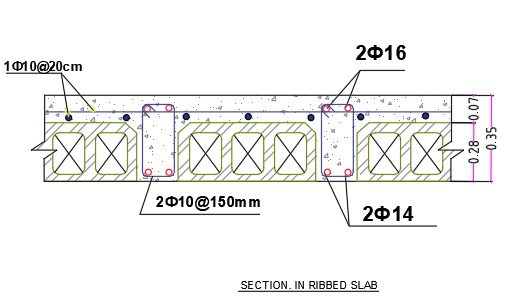 2Φ16
1Φ10@20cm
0.07
0.35
0.28
2Φ10@150mm
2Φ14
SECTION. IN RIBBED SLAB